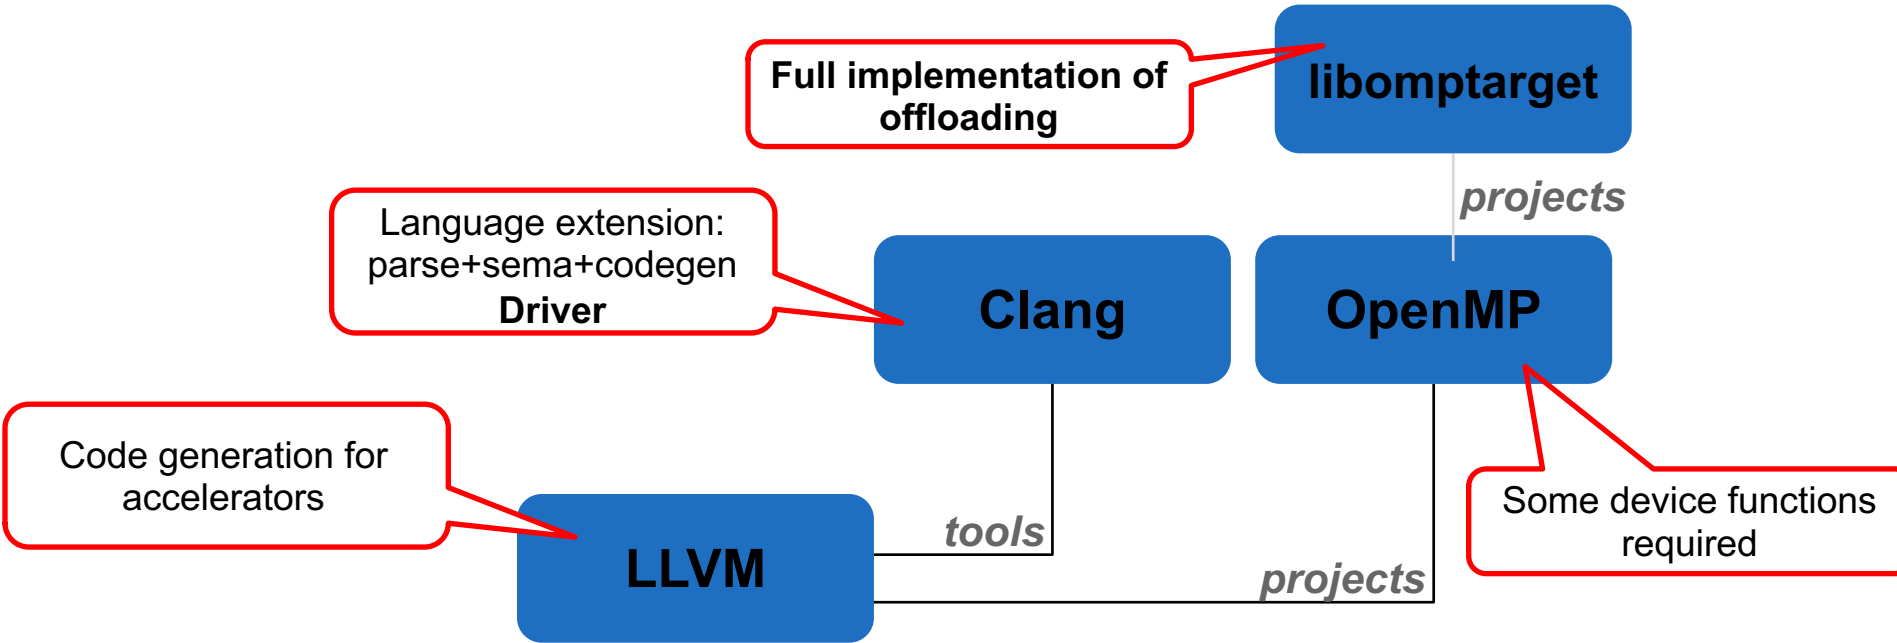 Full implementation of
offloading
libomptarget
projects
Language extension:
parse+sema+codegen
Driver
Clang
OpenMP
Code generation for
accelerators
LLVM
tools
projects
Some device functions
required